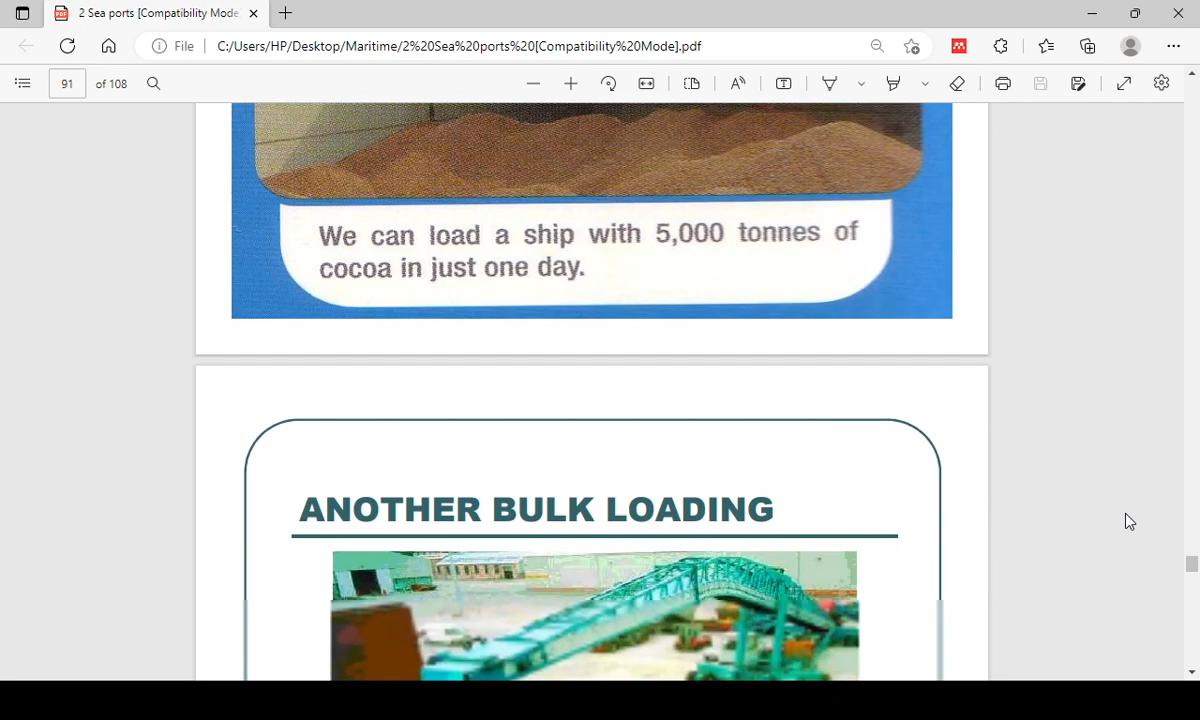 2 Sea ports [Compatibility Mode
File
C:/Users/HP/Desktop/Maritime/2%20Sea%20ports%20[Compatibility%20Mode].pdf
91 of 108
We can load a ship with 5,000 tonnes of
cocoa in just one day.
ANOTHER BULK LOADING